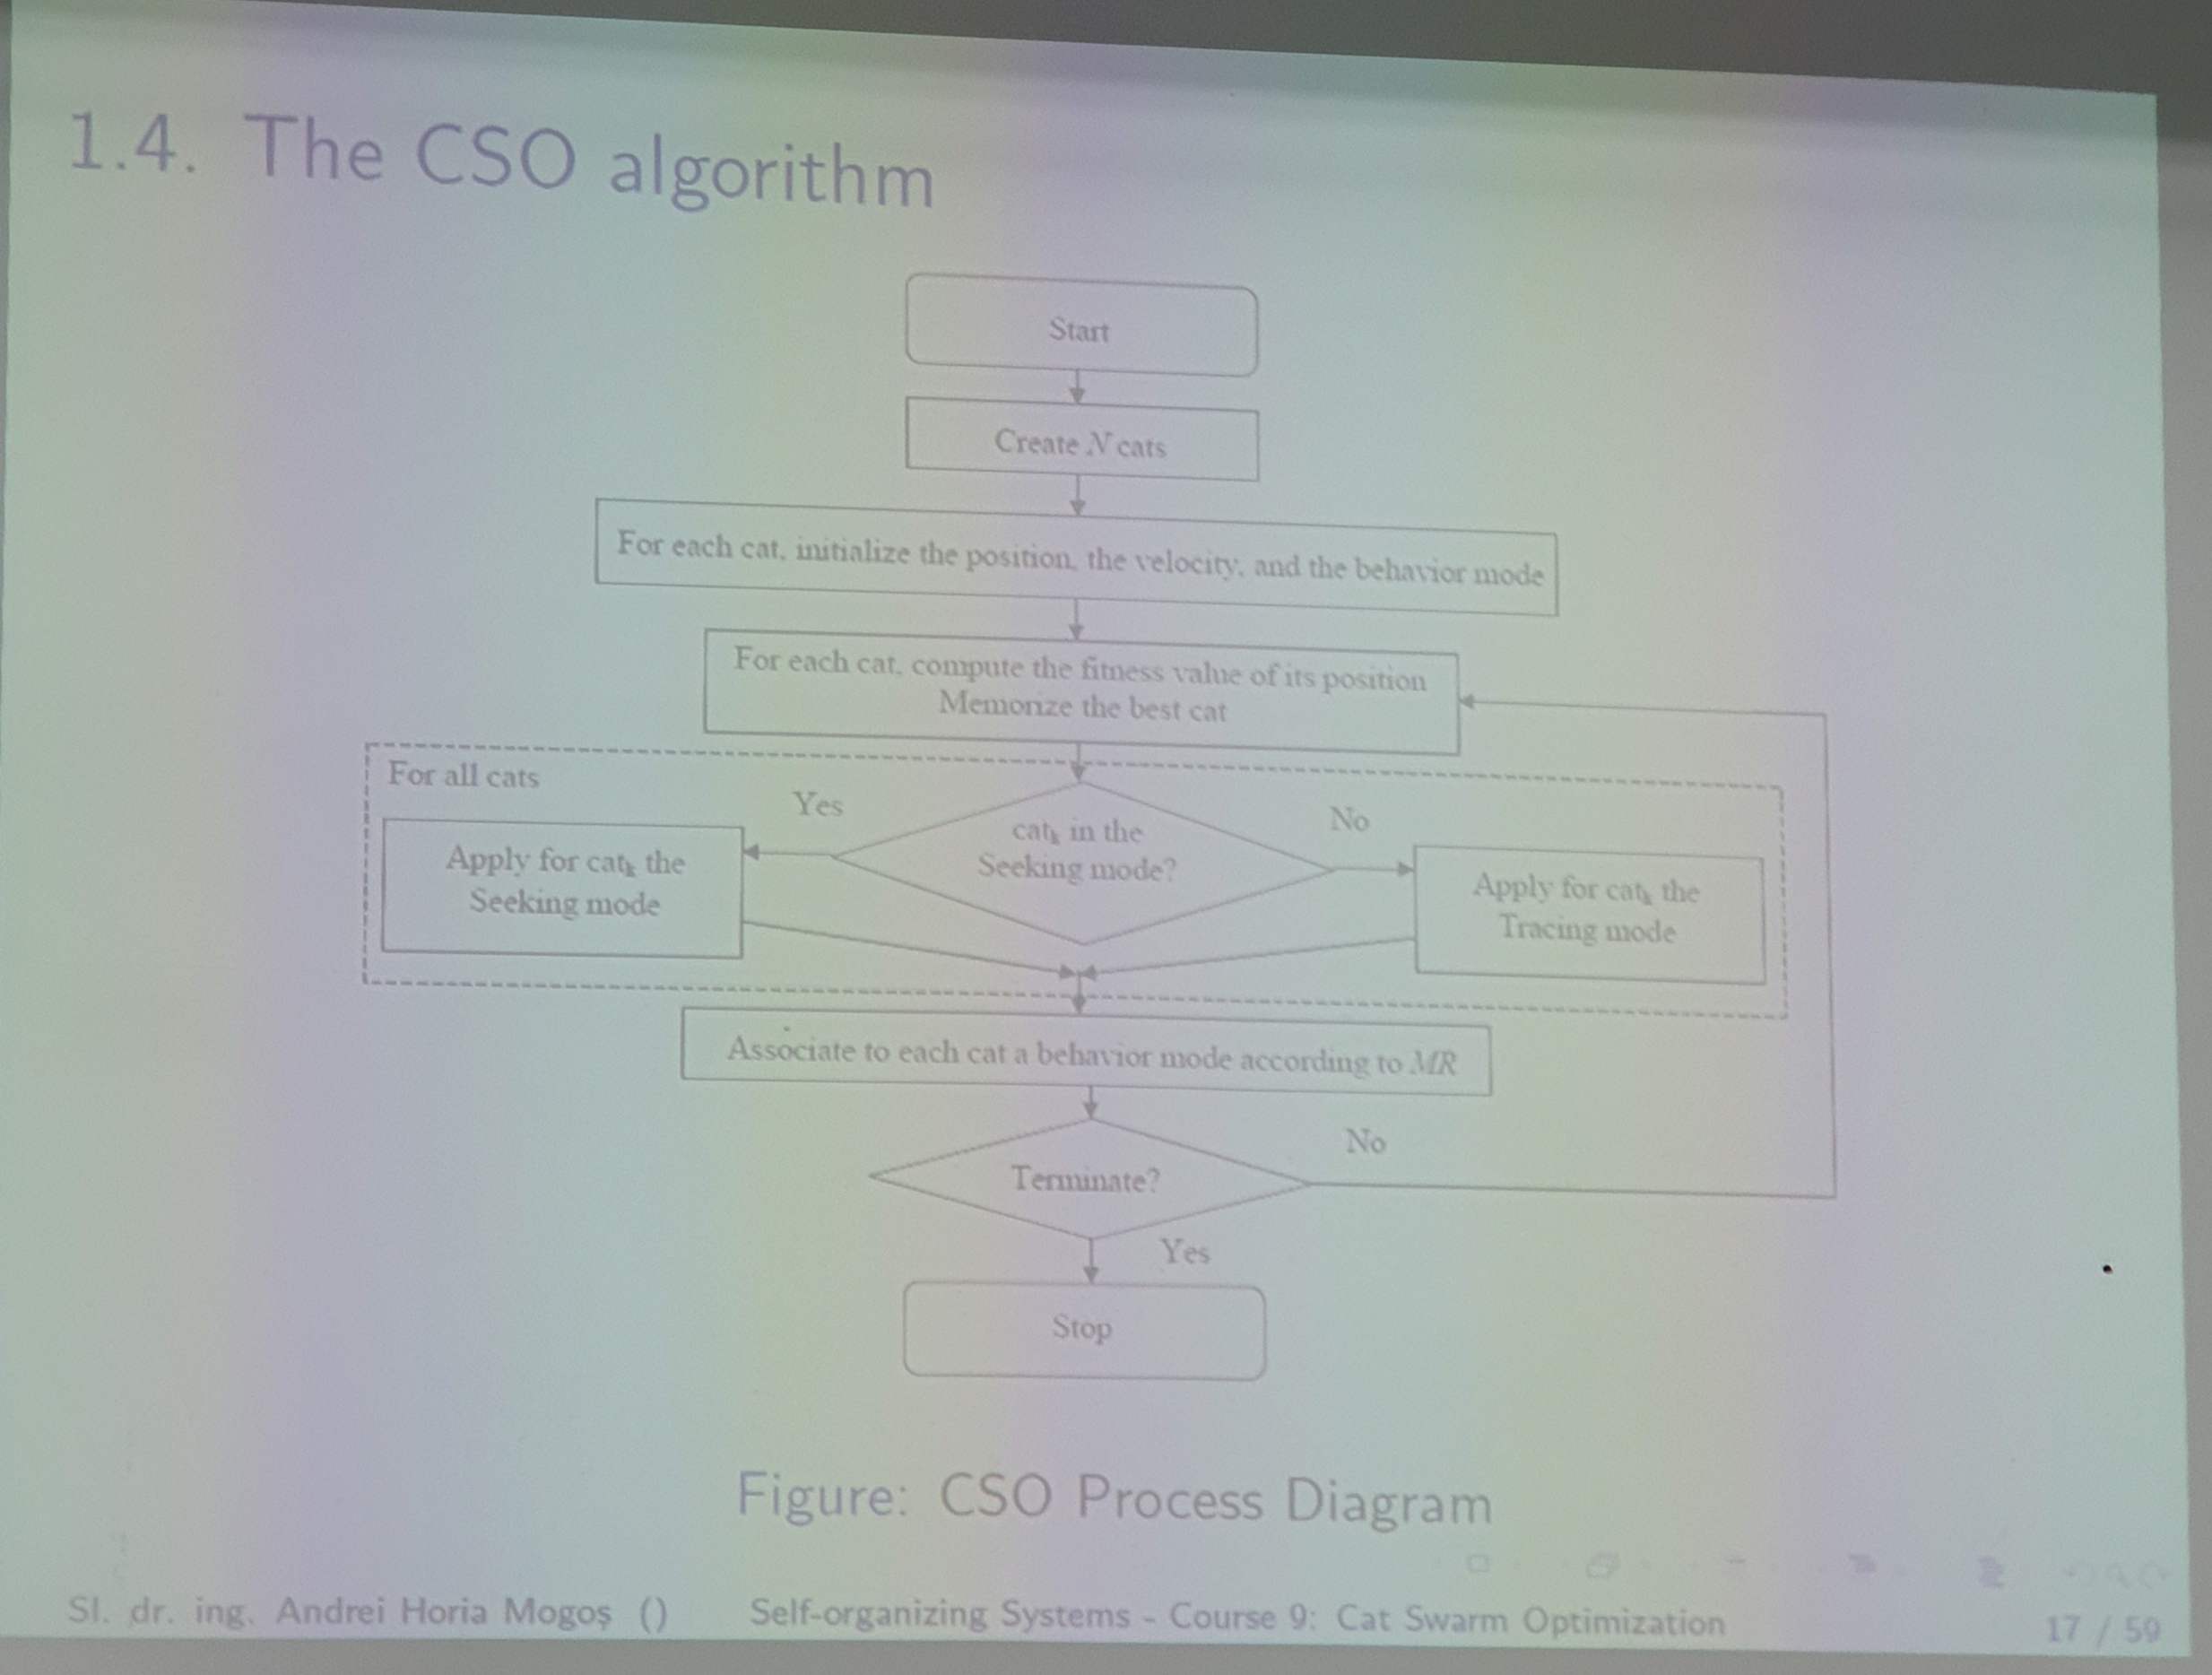 1.4. The CSO algorithm
Start
Create N cats
For each cat, initialize the position, the velocity, and the behavior mode
For each cat, compute the fitness value of its position
Memorize the best cat
For all cats
Yes
No
catₖ in the
Seeking mode?
Apply for catₖ the
Seeking mode
Apply for catₖ the
Tracing mode
Associate to each cat a behavior mode according to MR
Terminate?
No
Yes
Stop
Figure: CSO Process Diagram
Sl. dr. ing. Andrei Horia Mogoș ()
Self-organizing Systems - Course 9: Cat Swarm Optimization
17 / 59